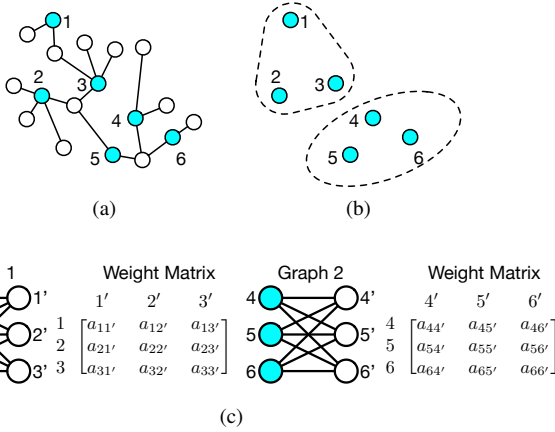 1
2
3
4
5
6
(a)
1
2
3
4
5
6
(b)
1
Weight Matrix
1' 2' 3'
1 a11' a12' a13'
2 a21' a22' a23'
3 a31' a32' a33'
1'
2'
3'
Graph 2
4 4'
5 5'
6 6'
Weight Matrix
4' 5' 6'
4 a44' a45' a46'
5 a54' a55' a56'
6 a64' a65' a66'
(c)